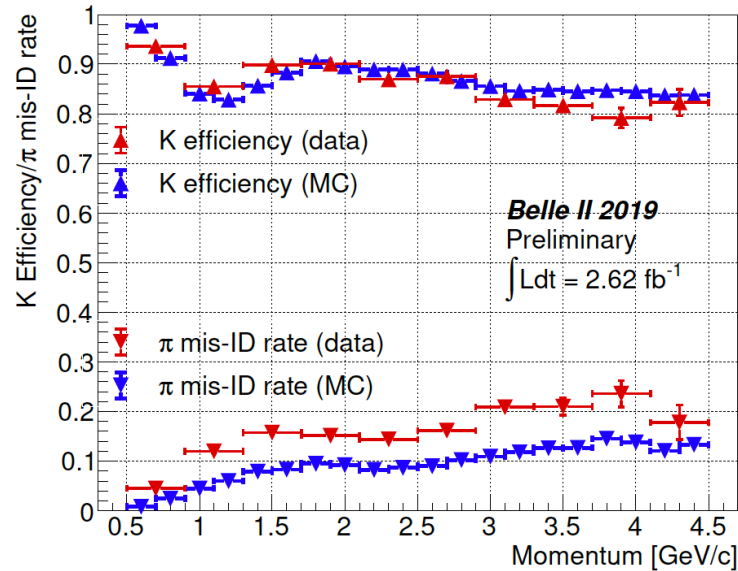 K Efficiency/π mis-ID rate
1
0.9
0.8
K efficiency (data)
0.7
K efficiency (MC)
0.6
Belle II 2019
Preliminary
0.5
∫Ldt = 2.62 fb⁻¹
0.4
π mis-ID rate (data)
0.3
π mis-ID rate (MC)
0.2
0.1
0
0.5 1 1.5 2 2.5 3 3.5 4 4.5
Momentum [GeV/c]